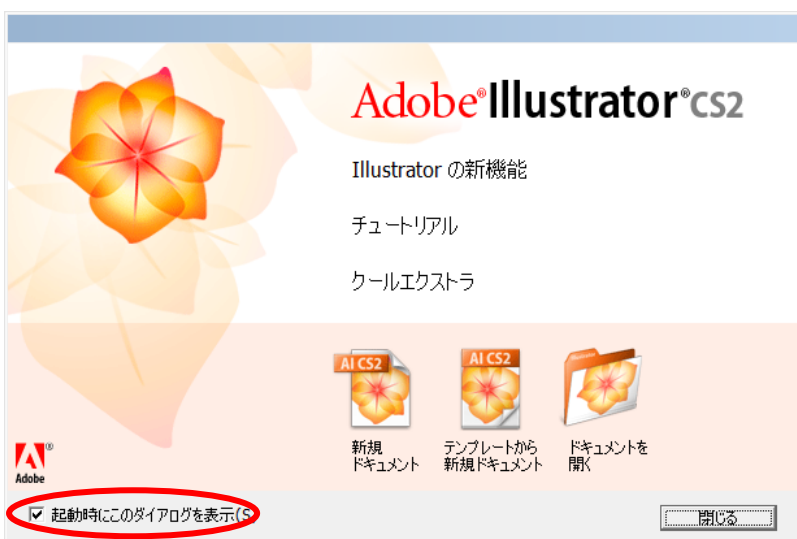 Adobe®Illustrator®CS2
Illustrator の新機能
チュートリアル
クールエクストラ
AI CS2
AI CS2
Illustrator
新規
ドキュメント
テンプレートから
新規ドキュメント
ドキュメントを
開く
Adobe®
起動時にこのダイアログを表示(S
閉じる